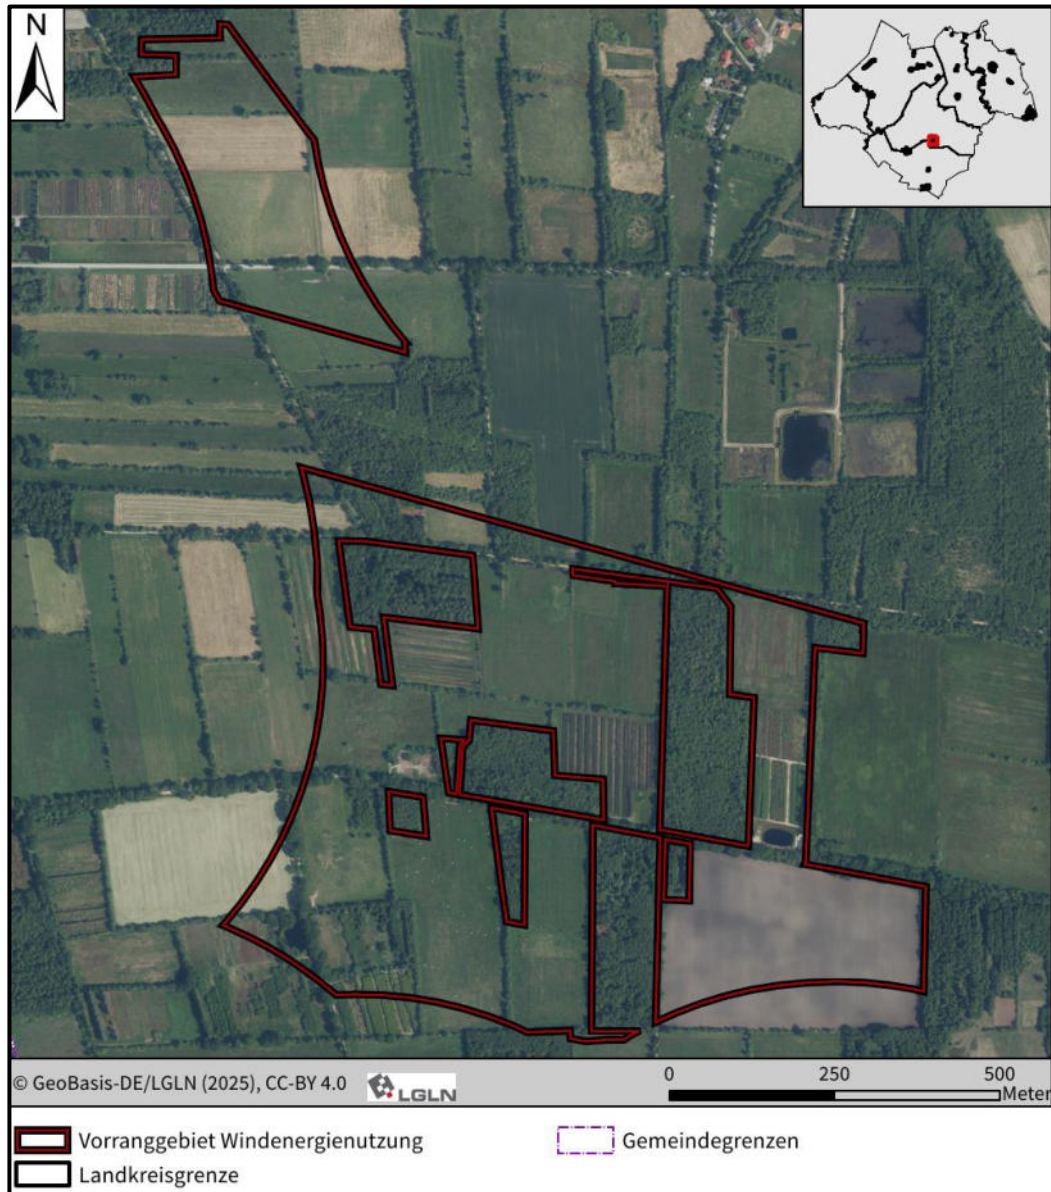 N
© GeoBasis-DE/LGLN (2025), CC-BY 4.0
LGLN
0 250 500
Meter
Vorranggebiet Windenergienutzung
Gemeindegrenzen
Landkreisgrenze